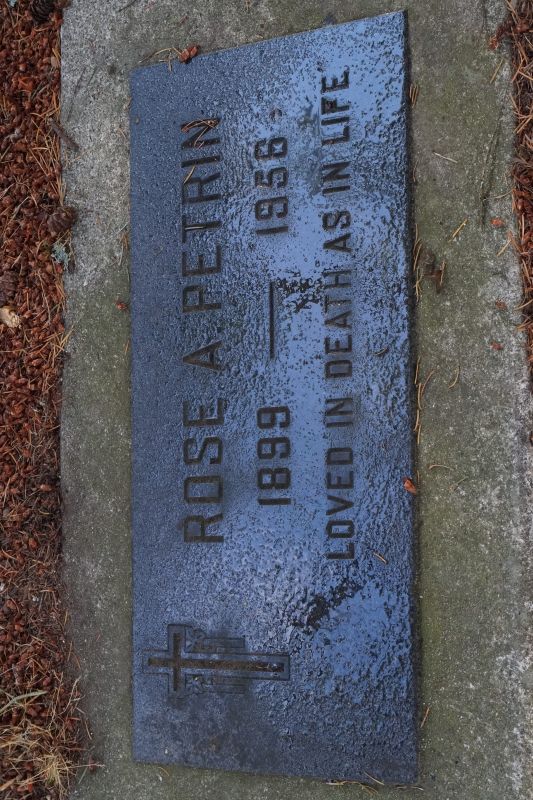 ROSE A. PETRIN
1899 — 1956
LOVED IN DEATH AS IN LIFE